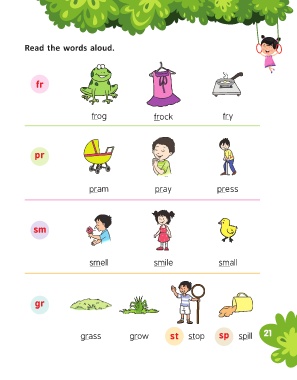 Read the words aloud.
fr
frog frock fry
pr
pram pray press
sm
smell smile small
gr
grass grow st stop sp spill
21